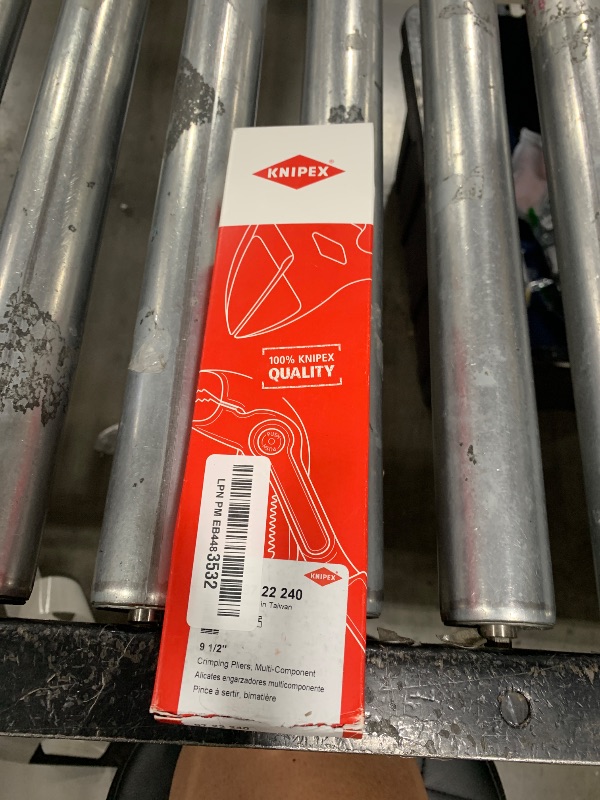 KNIPEX
100% KNIPEX
QUALITY
PUSH
LPN PM EB4483532
KNIPEX
22 240
in Taiwan
9 1/2"
Crimping Pliers, Multi-Component
Alicates engarzadores multicomponente
Pince à sertir, bimatière